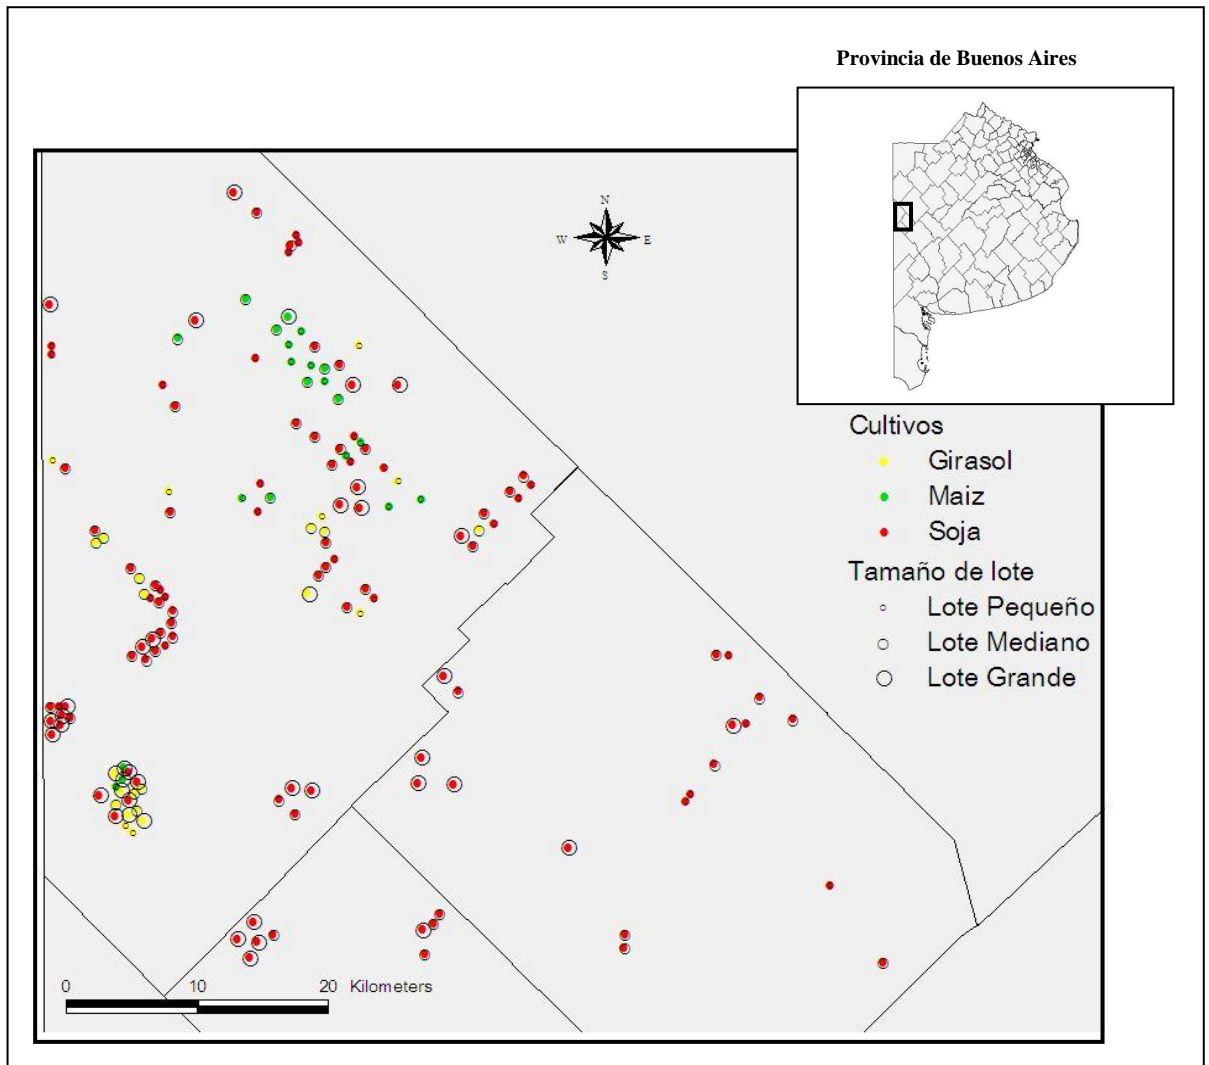 Provincia de Buenos Aires
N
W E
S
Cultivos
Girasol
Maiz
Soja
Tamaño de lote
Lote Pequeño
Lote Mediano
Lote Grande
0 10 20 Kilometers